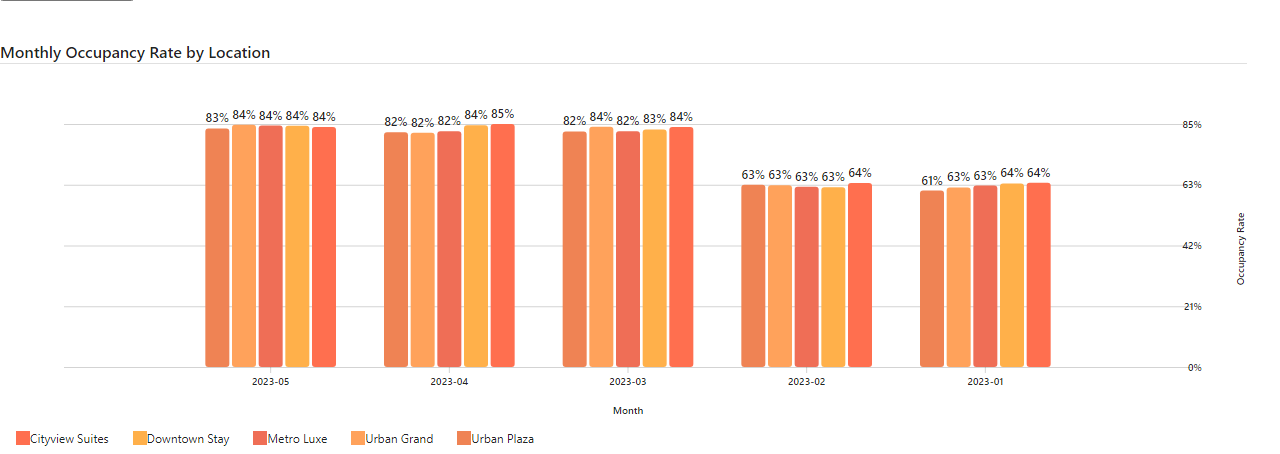 Monthly Occupancy Rate by Location
83% 84% 84% 84% 84%
82% 82% 82% 84% 85%
82% 84% 82% 83% 84%
63% 63% 63% 63% 64%
61% 63% 63% 64% 64%
85%
63%
42%
21%
0%
Occupancy Rate
2023-05 2023-04 2023-03 2023-02 2023-01
Month
Cityview Suites Downtown Stay Metro Luxe Urban Grand Urban Plaza